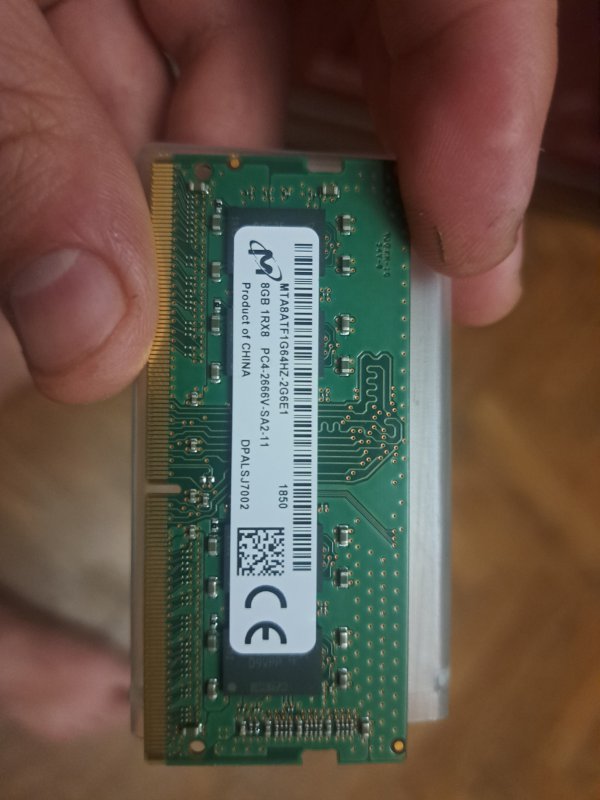 MTA8ATF1G64HZ-2G6E1
1850
8GB 1RX8 PC4-2666V-SA2-11
Product of CHINA
DPALSJ7002
CE